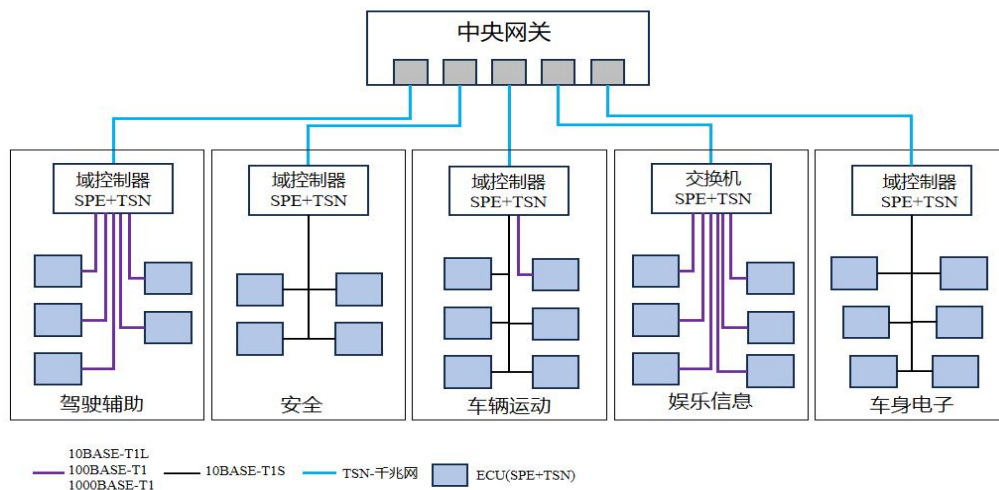 中央网关
域控制器
SPE+TSN
域控制器
SPE+TSN
域控制器
SPE+TSN
交换机
SPE+TSN
域控制器
SPE+TSN
驾驶辅助
安全
车辆运动
娱乐信息
车身电子
10BASE-T1L
100BASE-T1
1000BASE-T1
10BASE-T1S
TSN-千兆网
ECU(SPE+TSN)